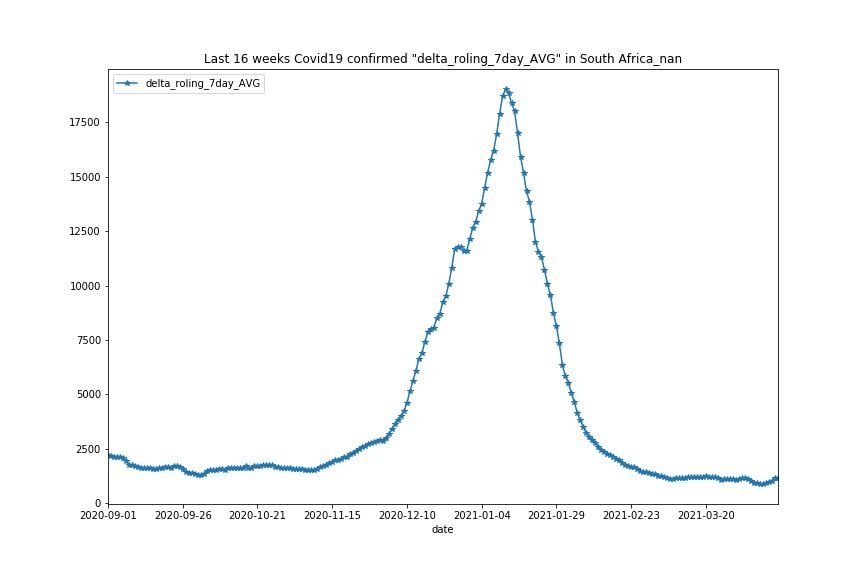 Last 16 weeks Covid19 confirmed "delta_roling_7day_AVG" in South Africa_nan
delta_roling_7day_AVG
17500
15000
12500
10000
7500
5000
2500
0
2020-09-01 2020-09-26 2020-10-21 2020-11-15 2020-12-10 2021-01-04 2021-01-29 2021-02-23 2021-03-20
date